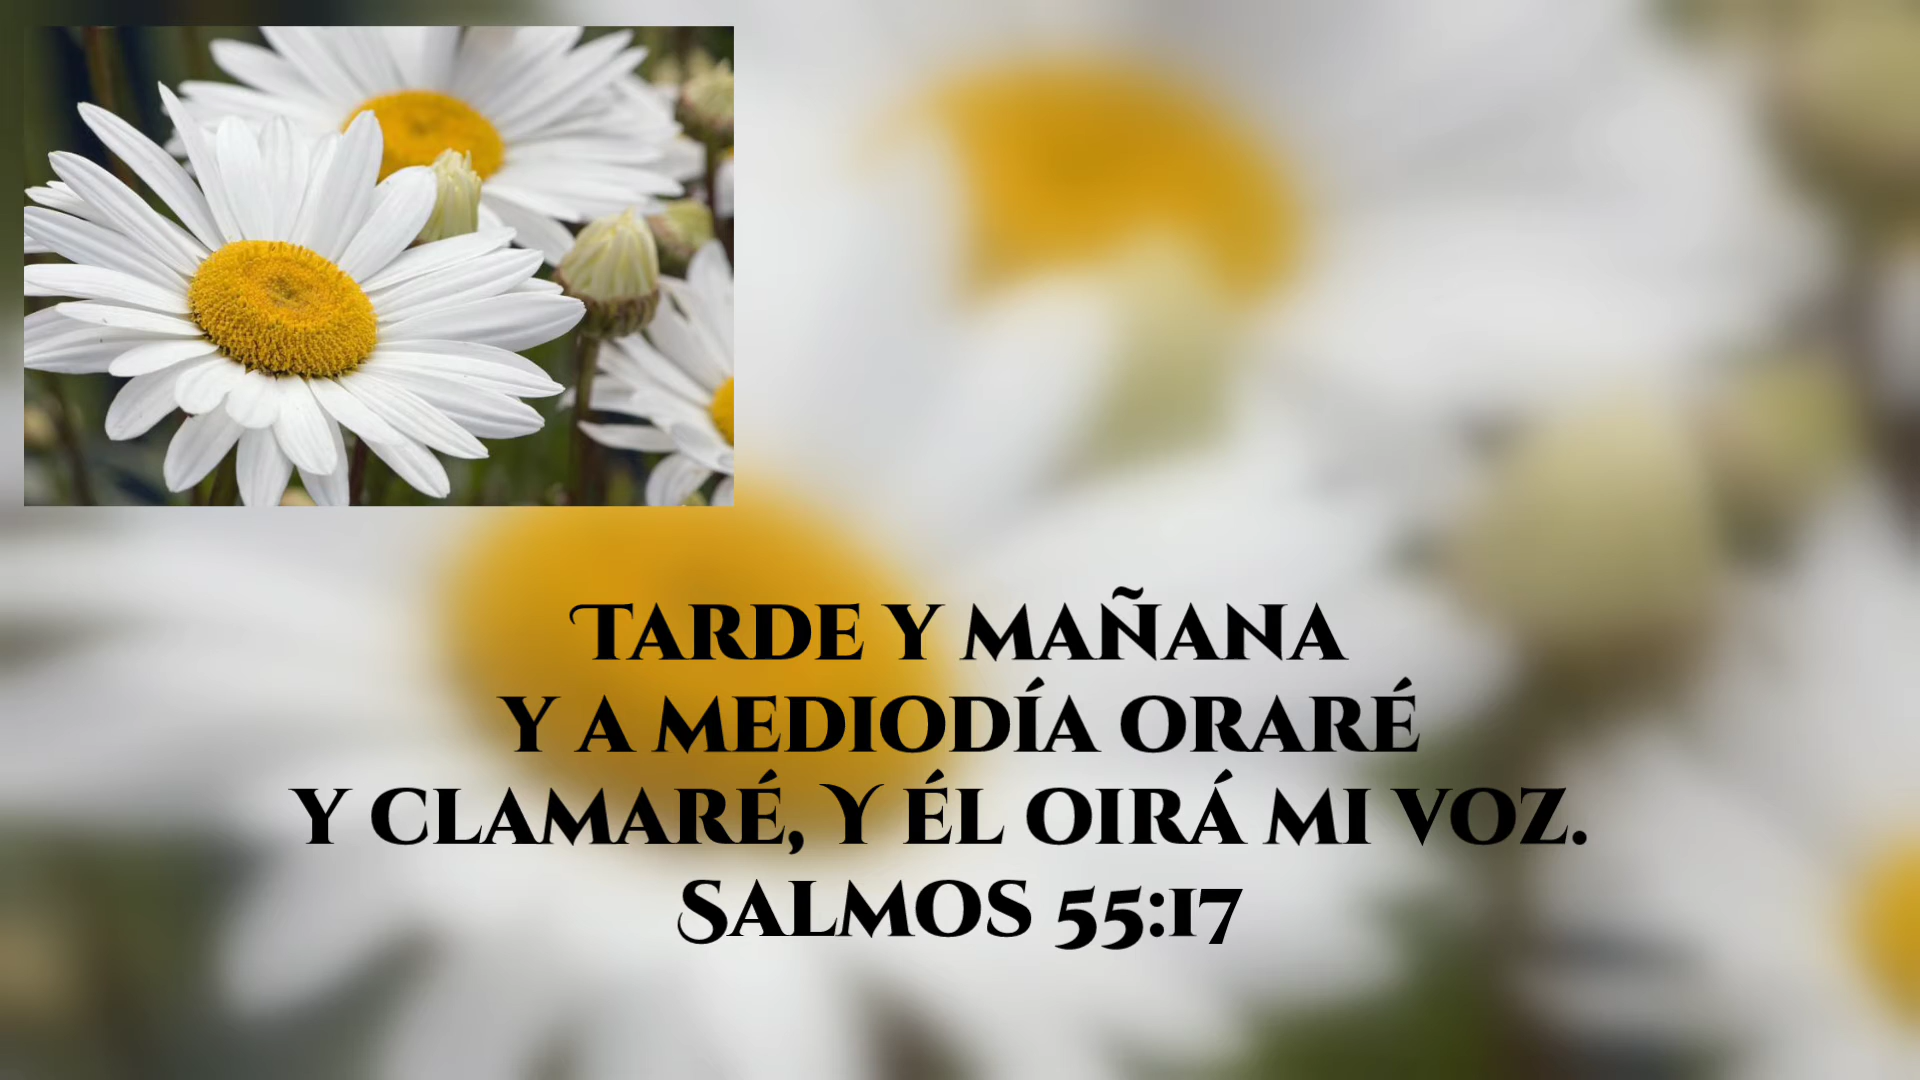 Tarde y mañana
y a mediodía oraré
y clamaré, Y él oirá mi voz.
Salmos 55:17